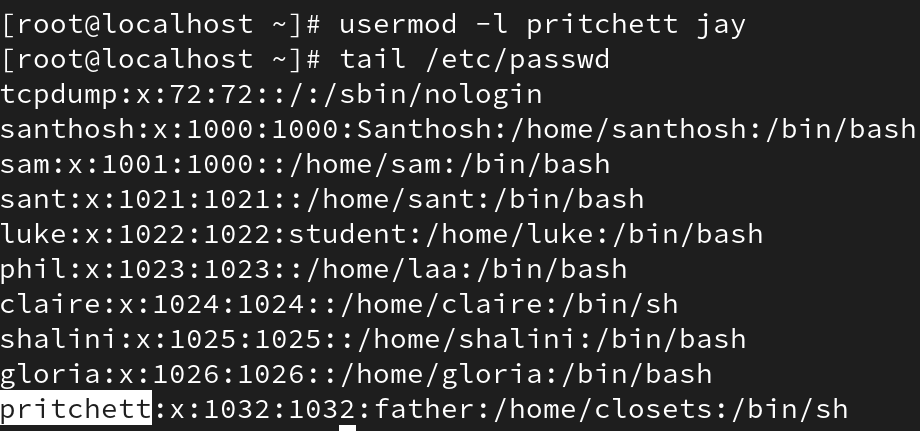 [root@localhost ~]# usermod -l pritchett jay
[root@localhost ~]# tail /etc/passwd
tcpdump:x:72:72::/:/sbin/nologin
santhosh:x:1000:1000:Santhosh:/home/santhosh:/bin/bash
sam:x:1001:1000::/home/sam:/bin/bash
sant:x:1021:1021::/home/sant:/bin/bash
luke:x:1022:1022:student:/home/luke:/bin/bash
phil:x:1023:1023::/home/laa:/bin/bash
claire:x:1024:1024::/home/claire:/bin/sh
shalini:x:1025:1025::/home/shalini:/bin/bash
gloria:x:1026:1026::/home/gloria:/bin/bash
pritchett:x:1032:1032:father:/home/closets:/bin/sh